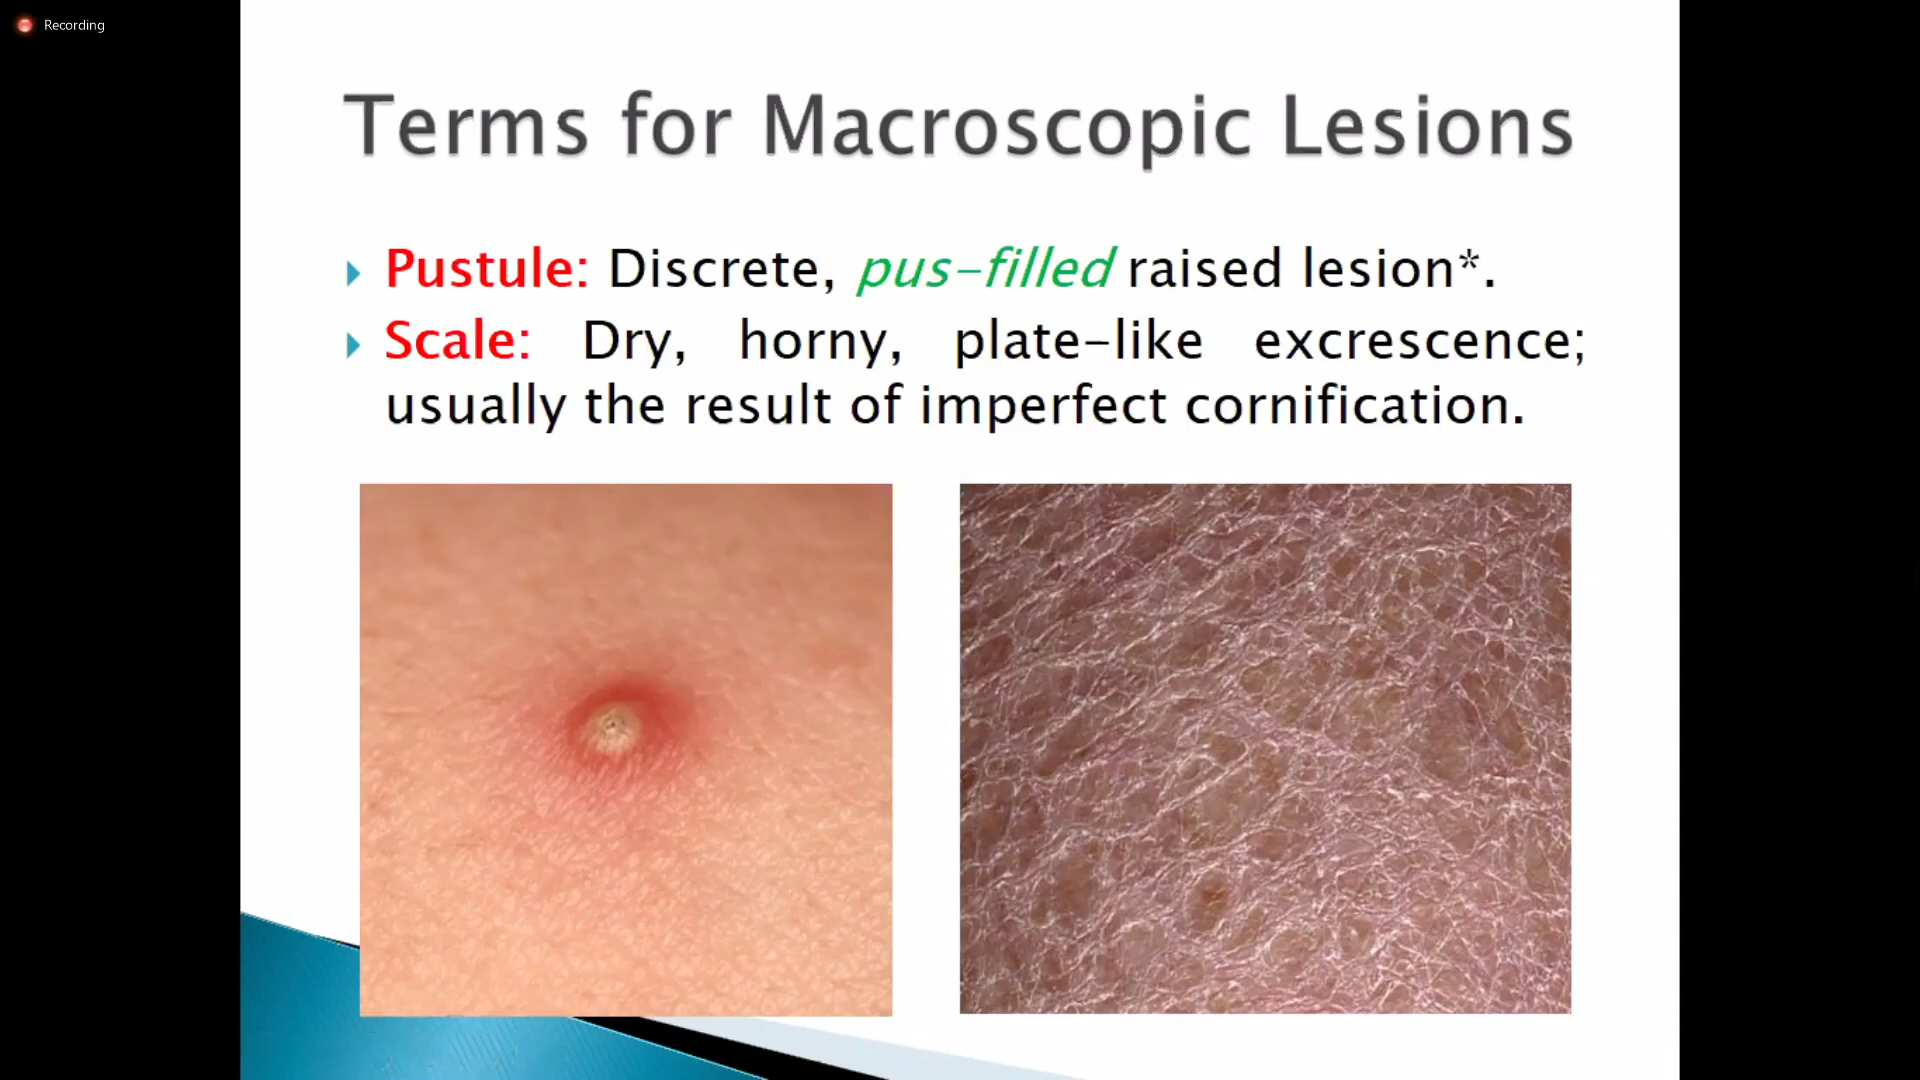 Recording
Terms for Macroscopic Lesions
Pustule: Discrete, pus-filled raised lesion*.
Scale: Dry, horny, plate-like excrescence;
usually the result of imperfect cornification.